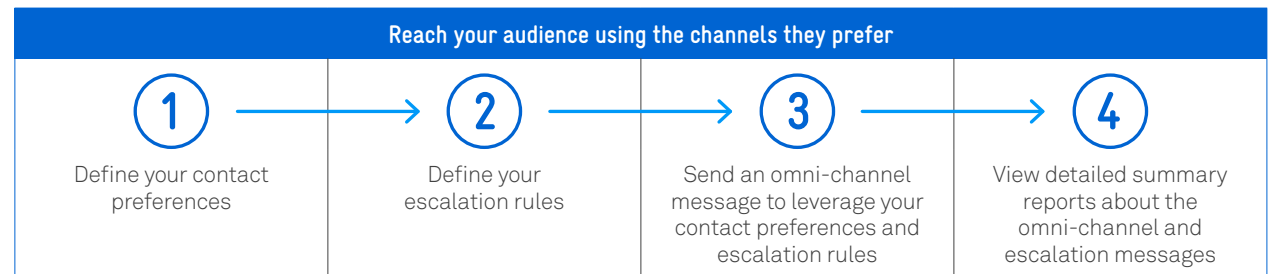 Reach your audience using the channels they prefer
1
Define your contact
preferences
2
Define your
escalation rules
3
Send an omni-channel
message to leverage your
contact preferences and
escalation rules
4
View detailed summary
reports about the
omni-channel and
escalation messages